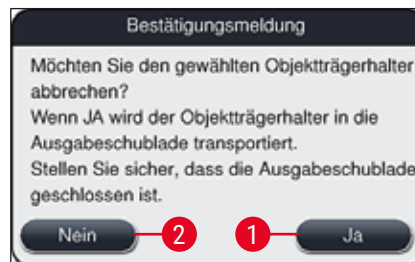 Bestätigungsmeldung
Möchten Sie den gewählten Objektträgerhalter
abbrechen?
Wenn JA wird der Objektträgerhalter in die
Ausgabeschublade transportiert.
Stellen Sie sicher, dass die Ausgabeschublade
geschlossen ist.
Nein 2 1 Ja